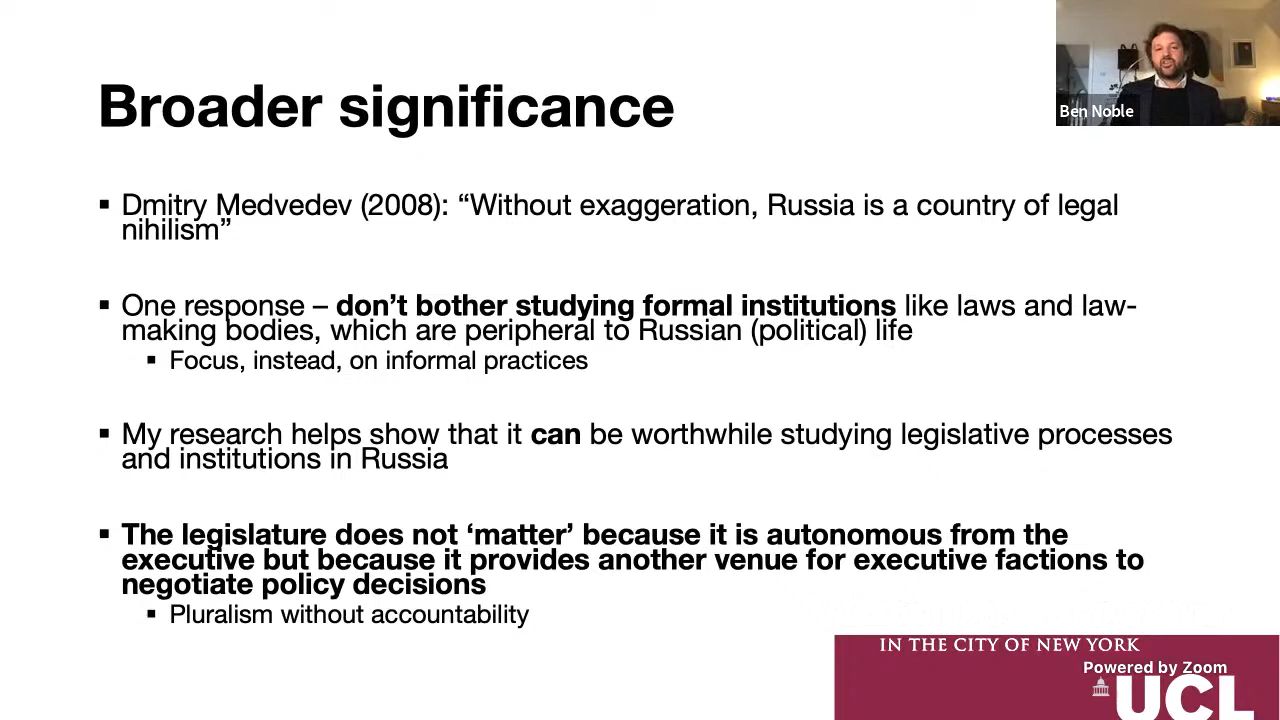 Broader significance
Ben Noble
▪ Dmitry Medvedev (2008): “Without exaggeration, Russia is a country of legal
nihilism”
▪ One response – don’t bother studying formal institutions like laws and law-
making bodies, which are peripheral to Russian (political) life
▪ Focus, instead, on informal practices
▪ My research helps show that it can be worthwhile studying legislative processes
and institutions in Russia
▪ The legislature does not ‘matter’ because it is autonomous from the
executive but because it provides another venue for executive factions to
negotiate policy decisions
▪ Pluralism without accountability
IN THE CITY OF NEW YORK
Powered by Zoom
UCL